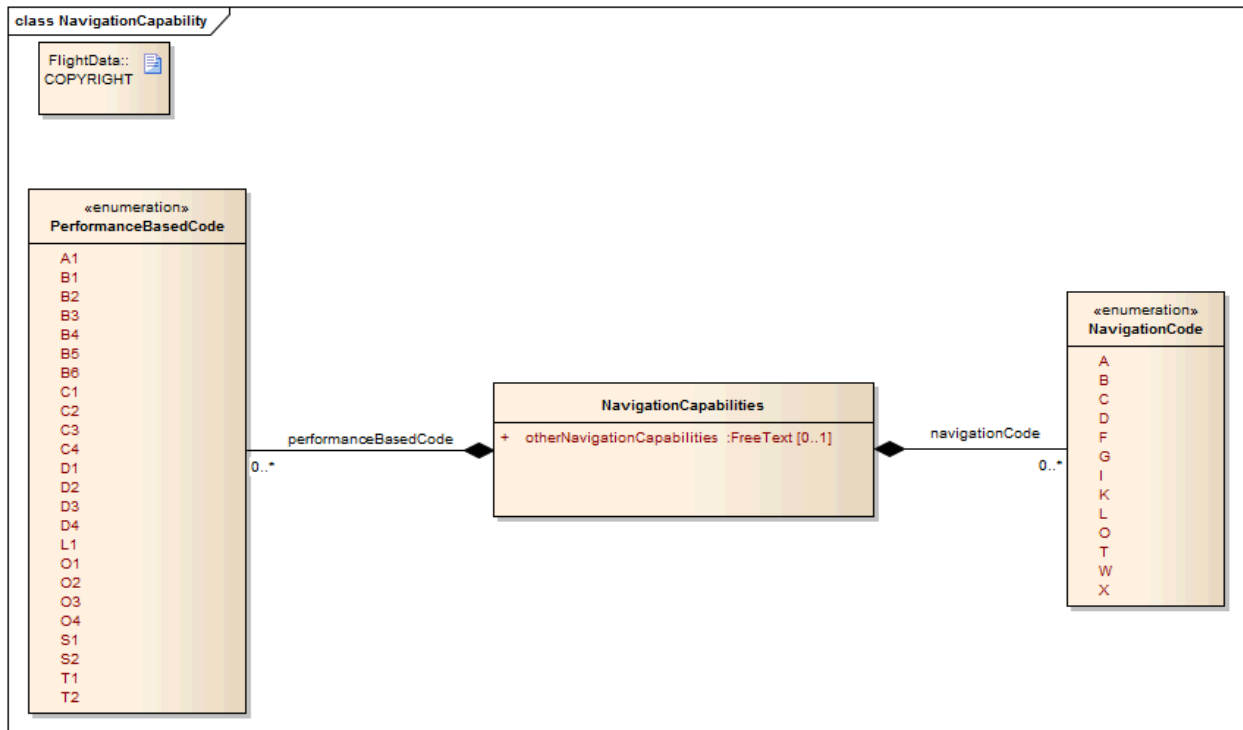 class NavigationCapability
FlightData::
COPYRIGHT
«enumeration»
PerformanceBasedCode
A1
B1
B2
B3
B4
B5
B6
C1
C2
C3
C4
D1
D2
D3
D4
L1
O1
O2
O3
O4
S1
S2
T1
T2
performanceBasedCode
0..*
NavigationCapabilities
+ otherNavigationCapabilities :FreeText [0..1]
navigationCode
0..*
«enumeration»
NavigationCode
A
B
C
D
F
G
I
K
L
O
T
W
X